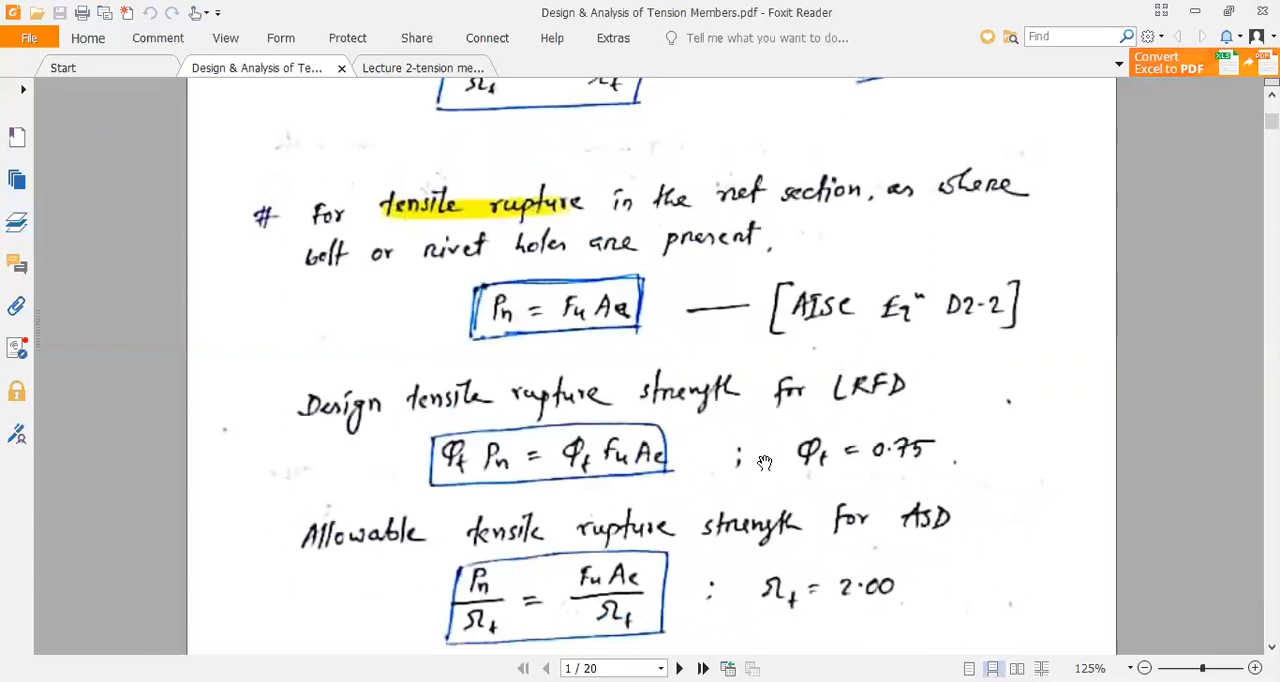 Design & Analysis of Tension Members.pdf - Foxit Reader
File Home Comment View Form Protect Share Connect Help Extras Tell me what you want to do... Find
Start Design & Analysis of Te... Lecture 2-tension me... Convert
Excel to PDF
Ωt Ωt
# For tensile rupture in the net section, as where
bolt or rivet holes are present.
Pn = Fu Ae — [AISC Eqⁿ D2-2]
Design tensile rupture strength for LRFD
Φt Pn = Φt Fu Ae ; Φt = 0.75
Allowable tensile rupture strength for ASD
Pn/Ωt = Fu Ae/Ωt : Ωt = 2.00
1 / 20 125%